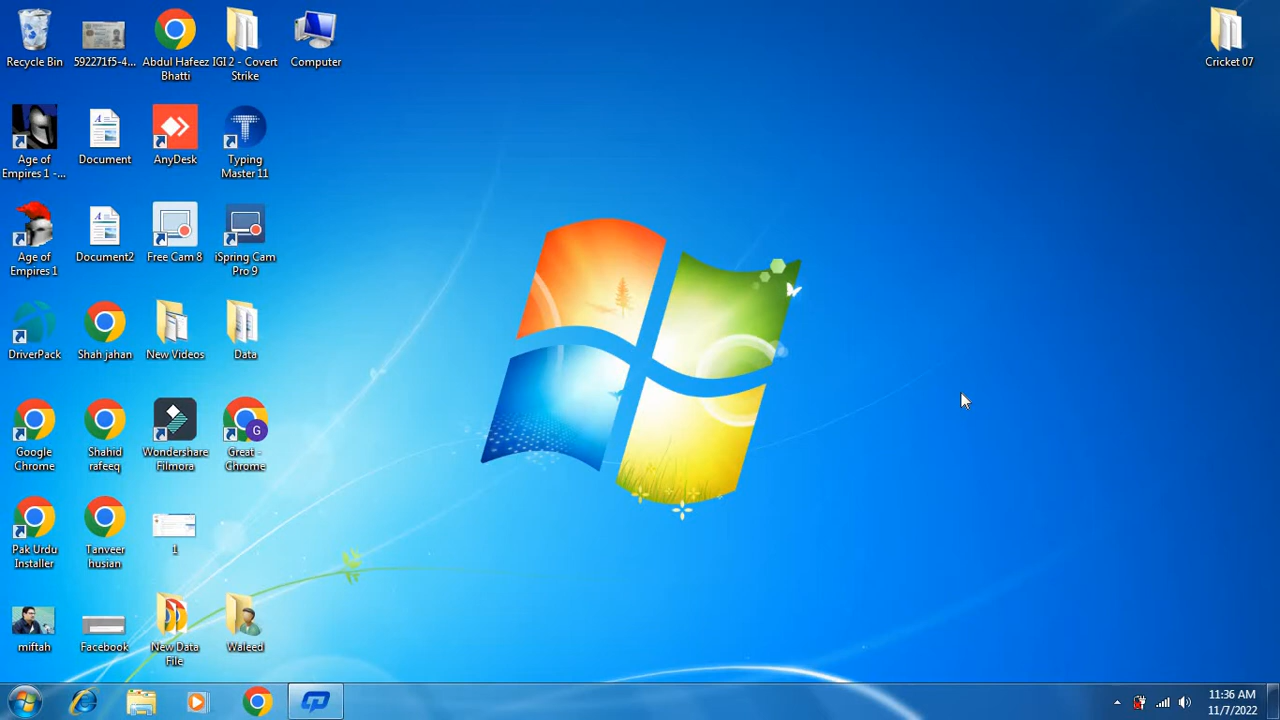 Recycle Bin
592271f5-4...
Abdul Hafeez
Bhatti
IGI 2 - Covert
Strike
Computer
Cricket 07
Age of
Empires 1 -...
Document
AnyDesk
Typing
Master 11
Age of
Empires 1
Document2
Free Cam 8
iSpring Cam
Pro 9
DriverPack
Shah jahan
New Videos
Data
Google
Chrome
Shahid
rafeeq
Wondershare
Filmora
G
Great -
Chrome
Pak Urdu
Installer
Tanveer
husian
1
miftah
Facebook
New Data
File
Waleed
11:36 AM
11/7/2022